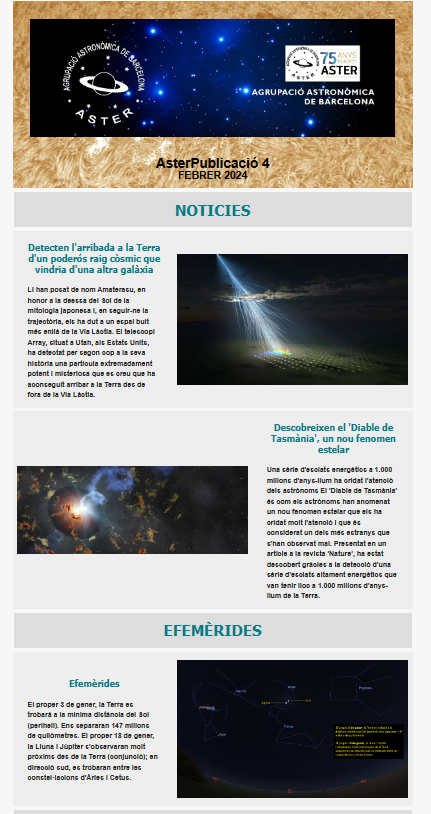 AGRUPACIÓ ASTRONÒMICA DE BARCELONA
ASTER
75 ANYS
ASTER
AGRUPACIÓ ASTRONÒMICA
DE BARCELONA
AsterPublicació 4
FEBRER 2024
NOTICIES
Detecten l'arribada a la Terra
d'un poderós raig còsmic que
vindria d'una altra galàxia
Li han posat de nom Amaterasu, en
honor a la deessa del Sol de la
mitologia japonesa i, en seguir-ne la
trajectòria, els ha dut a un espai buit
més enllà de la Via Làctia. El telescopi
Array, situat a Utah, als Estats Units,
ha detectat per segon cop a la seva
història una partícula extremadament
potent i misteriosa que es creu que ha
aconseguit arribar a la Terra des de
fora de la Via Làctia.
Descobreixen el 'Diable de
Tasmània', un nou fenomen
estelar
Una sèrie d'esclats energètics a 1.000
milions d'anys-llum ha cridat l'atenció
dels astrònoms El 'Diable de Tasmània'
és com els astrònoms han anomenat
un nou fenomen estelar que els ha
cridat molt l'atenció i que és
considerat un dels més estranys que
s'han observat mai. Presentat en un
article a la revista 'Nature', ha estat
descobert gràcies a la detecció d'una
sèrie d'esclats altament energètics que
van tenir lloc a 1.000 milions d'anys-
llum de la Terra.
EFEMÈRIDES
Efemèrides
El proper 3 de gener, la Terra es
trobarà a la mínima distància del Sol
(periheli). Ens separaran 147 milions
de quilòmetres. El proper 18 de gener,
la Lluna i Júpiter s'observaran molt
pròxims des de la Terra (conjunció); en
direcció sud, es trobaran entre les
constel·lacions d'Àries i Cetus.